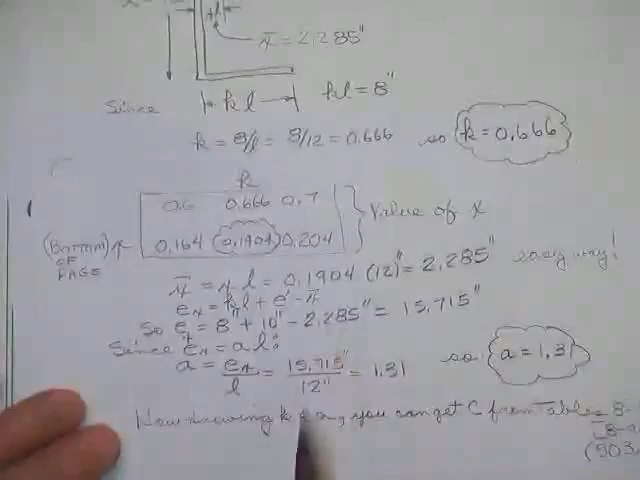 x̄ = 2.285"
|← kl →| kl = 8"
Since
k = 8/l = 8/12 = 0.666 so k = 0.666
k
0.6 0.666 0.7
Value of x
(Bottom OF PAGE) x 0.164 0.1904 0.204
x̄ = x l = 0.1904 (12)" = 2.285" easy way!
eₓ = kl + e' - x̄
So eₓ = 8" + 10" - 2.285" = 15.715"
Since eₓ = al:
a = eₓ/l = 15.715"/12" = 1.31 so a = 1.31
Now knowing k & a, you can get C from Tables 8-